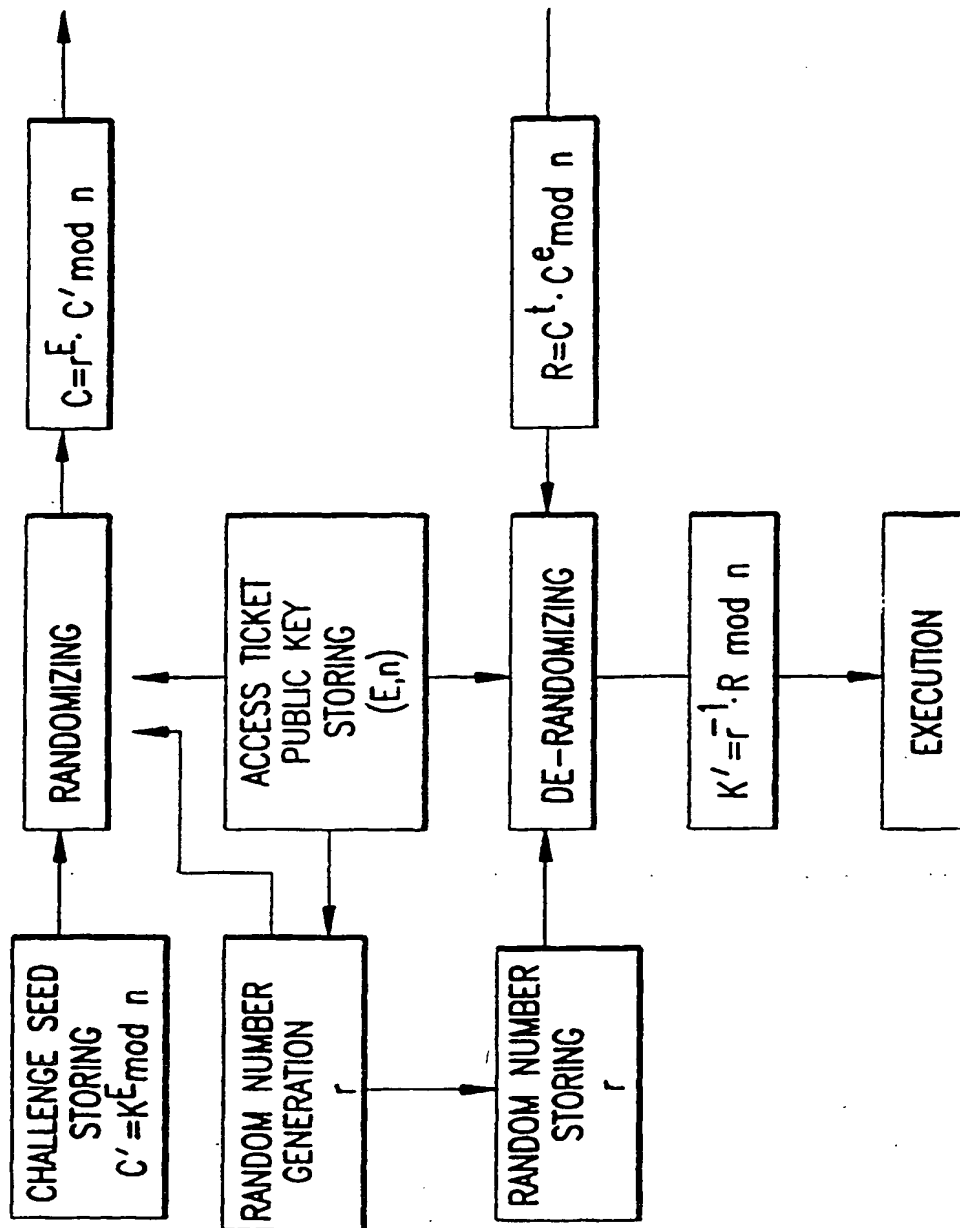 CHALLENGE SEED
STORING
C′=K^E mod n
RANDOMIZING
C=r^E· C′ mod n
RANDOM NUMBER
GENERATION
r
ACCESS TICKET
PUBLIC KEY
STORING
(E,n)
RANDOM NUMBER
STORING
r
DE-RANDOMIZING
R=C^t· C^e mod n
K′=r^-1· R mod n
EXECUTION